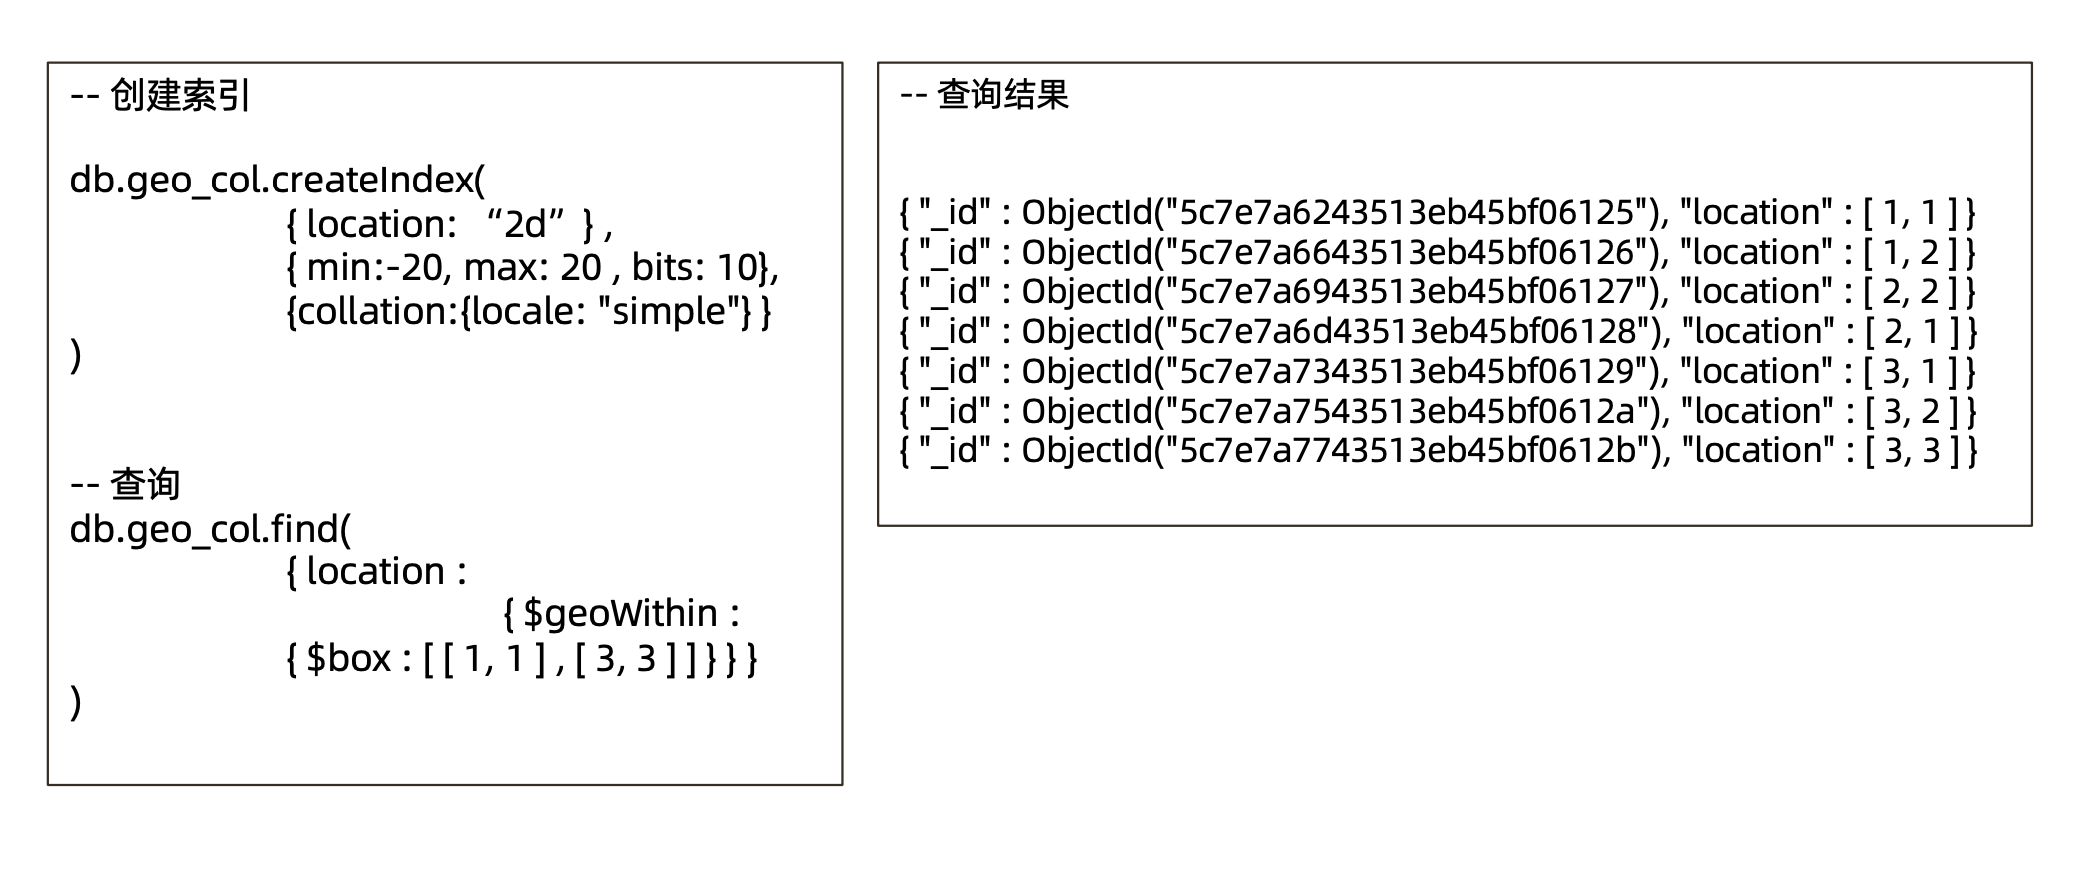 -- 创建索引
db.geo_col.createIndex(
{ location: “2d” } ,
{ min:-20, max: 20 , bits: 10},
{collation:{locale: "simple"} }
)
-- 查询
db.geo_col.find(
{ location :
{ $geoWithin :
{ $box : [ [ 1, 1 ] , [ 3, 3 ] ] } } }
)
-- 查询结果
{ "_id" : ObjectId("5c7e7a6243513eb45bf06125"), "location" : [ 1, 1 ] }
{ "_id" : ObjectId("5c7e7a6643513eb45bf06126"), "location" : [ 1, 2 ] }
{ "_id" : ObjectId("5c7e7a6943513eb45bf06127"), "location" : [ 2, 2 ] }
{ "_id" : ObjectId("5c7e7a6d43513eb45bf06128"), "location" : [ 2, 1 ] }
{ "_id" : ObjectId("5c7e7a7343513eb45bf06129"), "location" : [ 3, 1 ] }
{ "_id" : ObjectId("5c7e7a7543513eb45bf0612a"), "location" : [ 3, 2 ] }
{ "_id" : ObjectId("5c7e7a7743513eb45bf0612b"), "location" : [ 3, 3 ] }